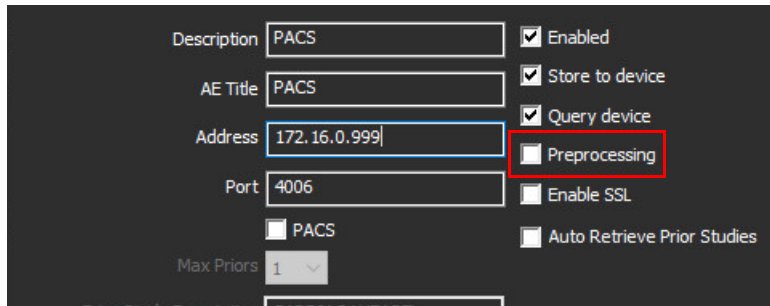 Description PACS
Enabled
AE Title PACS
Store to device
Query device
Address 172.16.0.999
Preprocessing
Port 4006
Enable SSL
PACS
Auto Retrieve Prior Studies
Max Priors 1